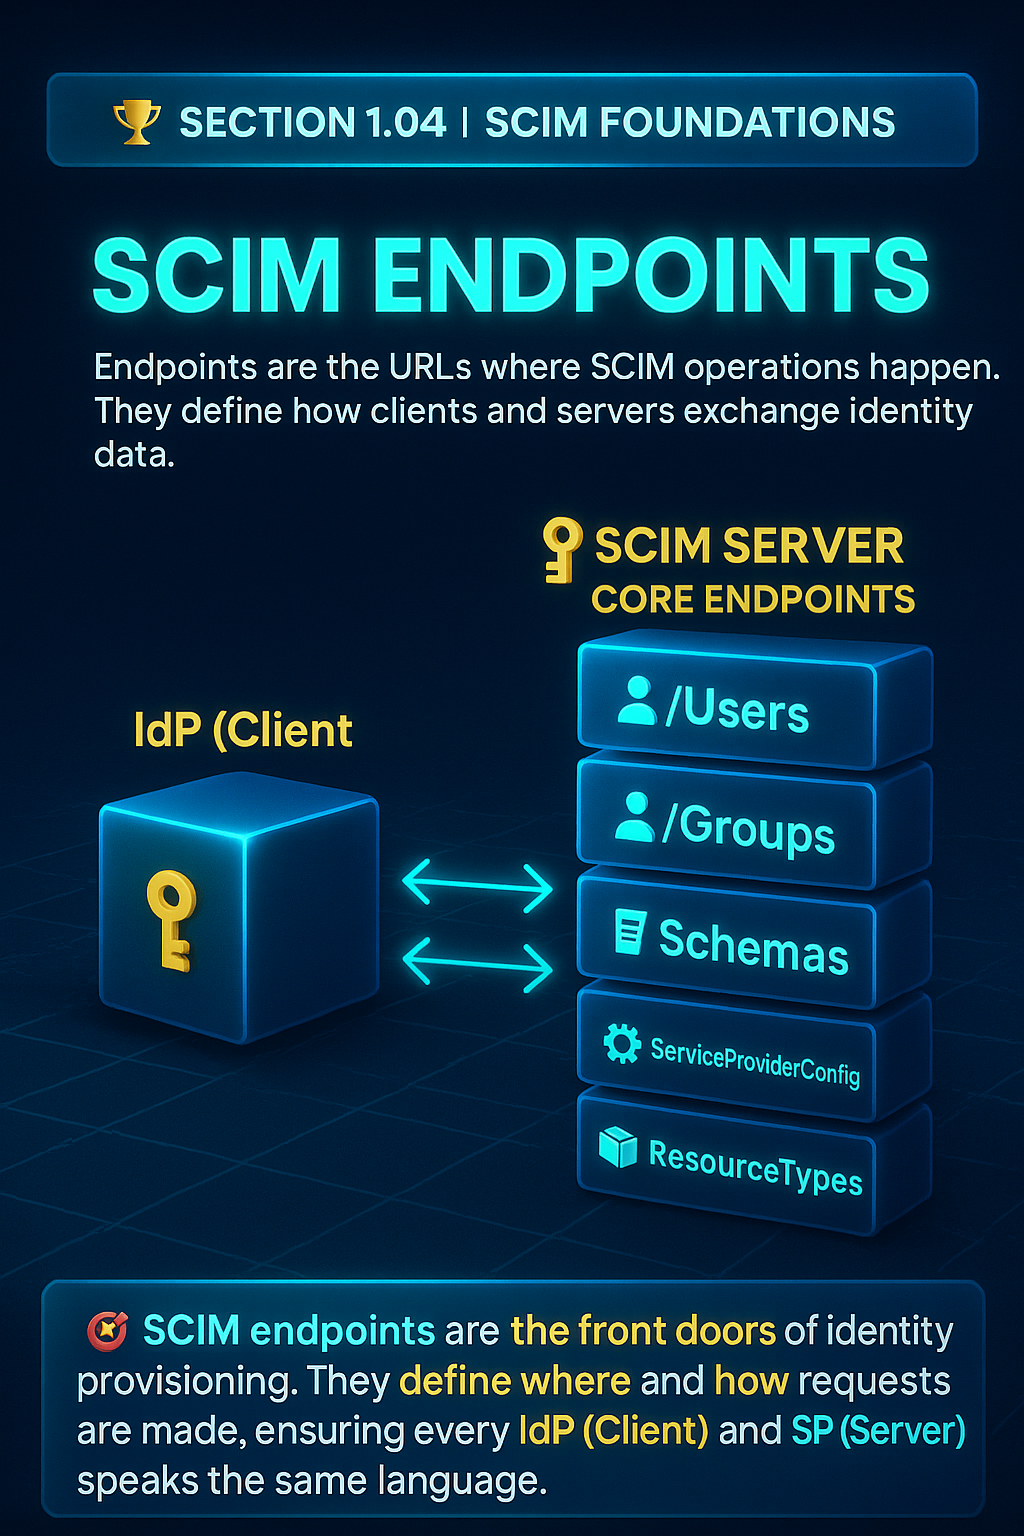 SECTION 1.04 | SCIM FOUNDATIONS
SCIM ENDPOINTS
Endpoints are the URLs where SCIM operations happen.
They define how clients and servers exchange identity
data.
SCIM SERVER
CORE ENDPOINTS
IdP (Client
/Users
/Groups
Schemas
ServiceProviderConfig
ResourceTypes
SCIM endpoints are the front doors of identity
provisioning. They define where and how requests
are made, ensuring every IdP (Client) and SP (Server)
speaks the same language.